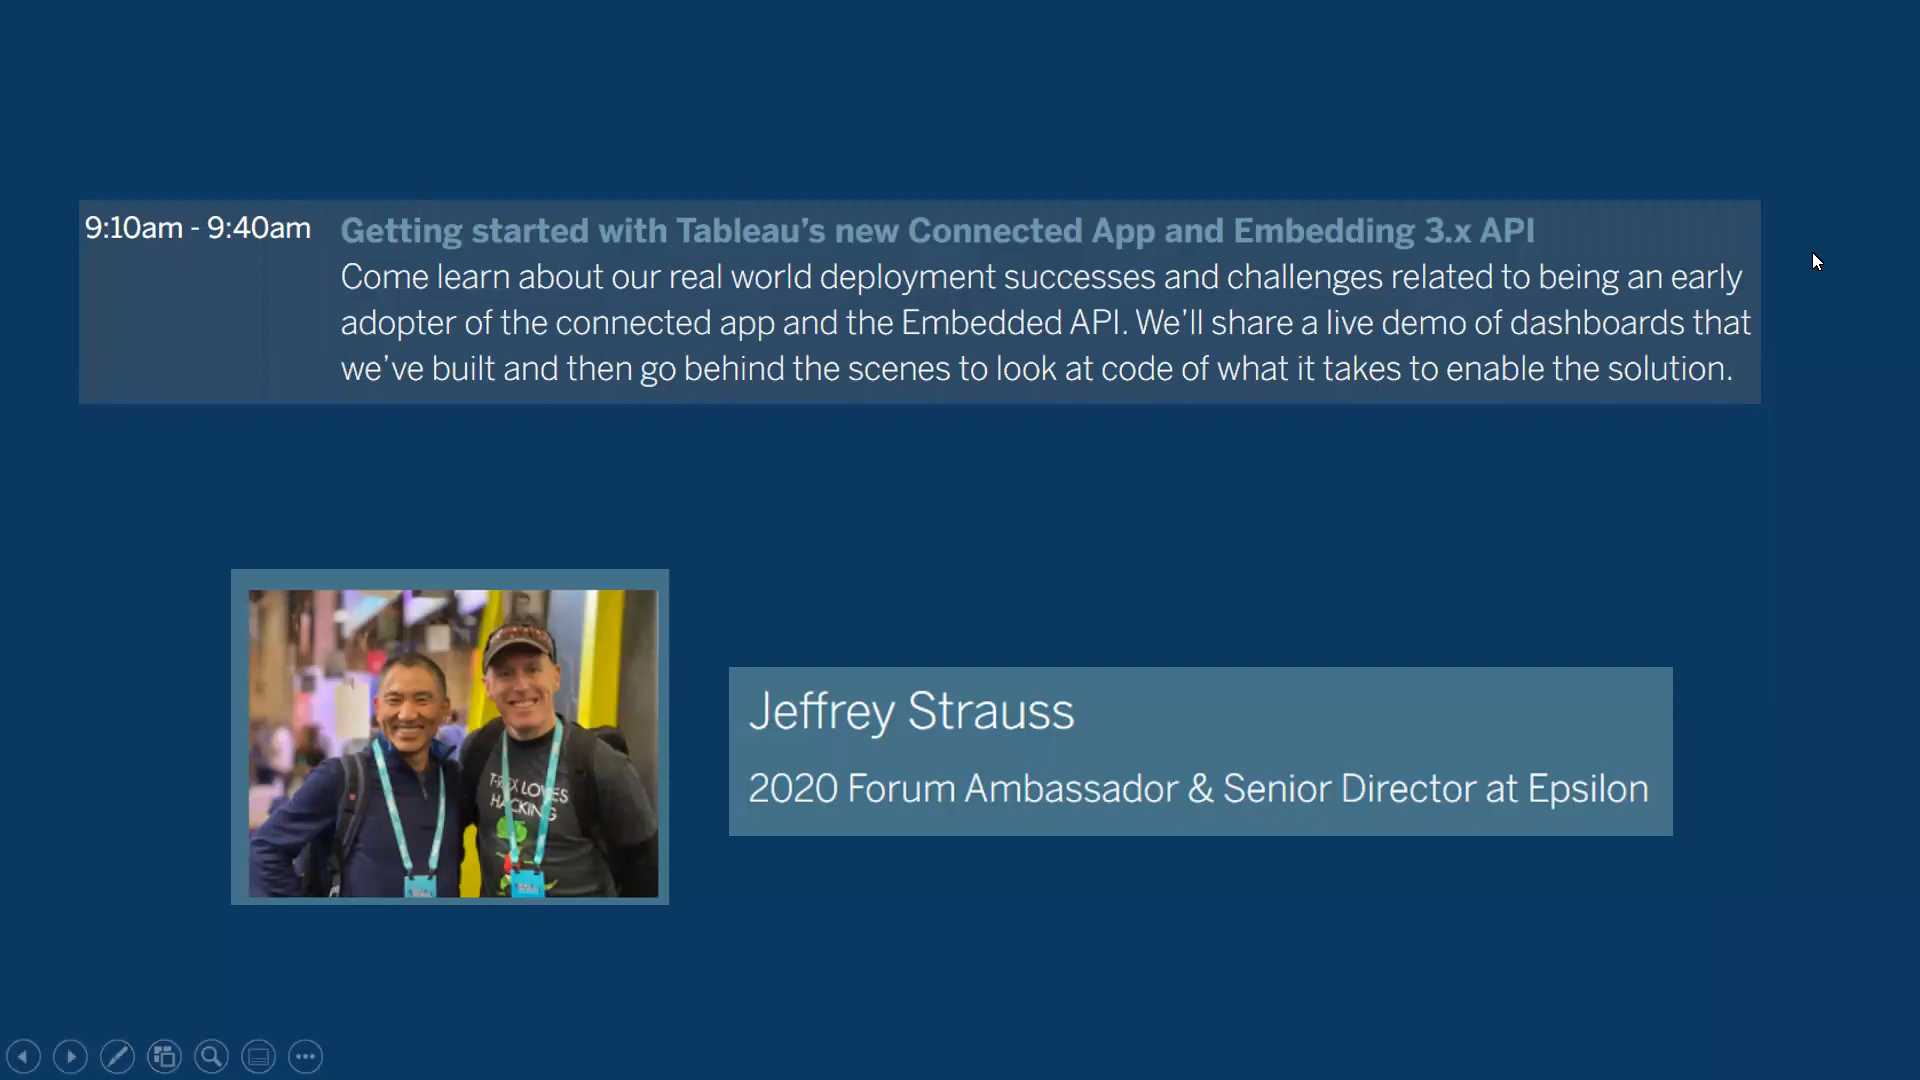 9:10am - 9:40am
Getting started with Tableau’s new Connected App and Embedding 3.x API
Come learn about our real world deployment successes and challenges related to being an early
adopter of the connected app and the Embedded API. We’ll share a live demo of dashboards that
we’ve built and then go behind the scenes to look at code of what it takes to enable the solution.
T-REX LOVES
HACKING
Jeffrey Strauss
2020 Forum Ambassador & Senior Director at Epsilon